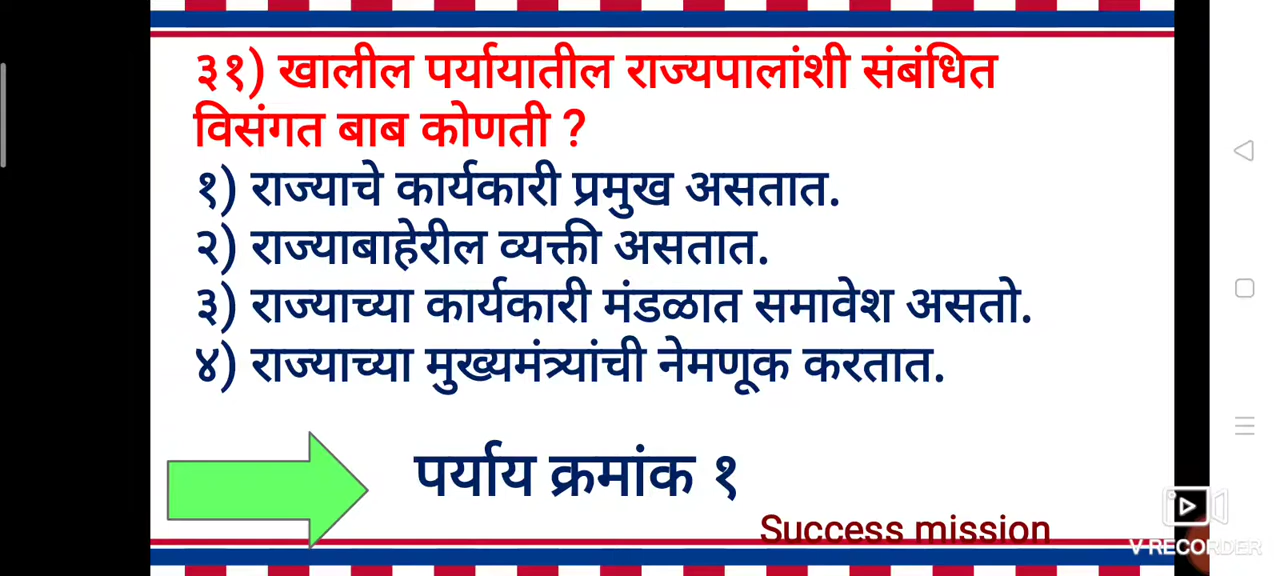 ३१) खालील पर्यायातील राज्यपालांशी संबंधित
विसंगत बाब कोणती ?
१) राज्याचे कार्यकारी प्रमुख असतात.
२) राज्याबाहेरील व्यक्ती असतात.
३) राज्याच्या कार्यकारी मंडळात समावेश असतो.
४) राज्याच्या मुख्यमंत्र्यांची नेमणूक करतात.
पर्याय क्रमांक १
Success mission
V RECORDER